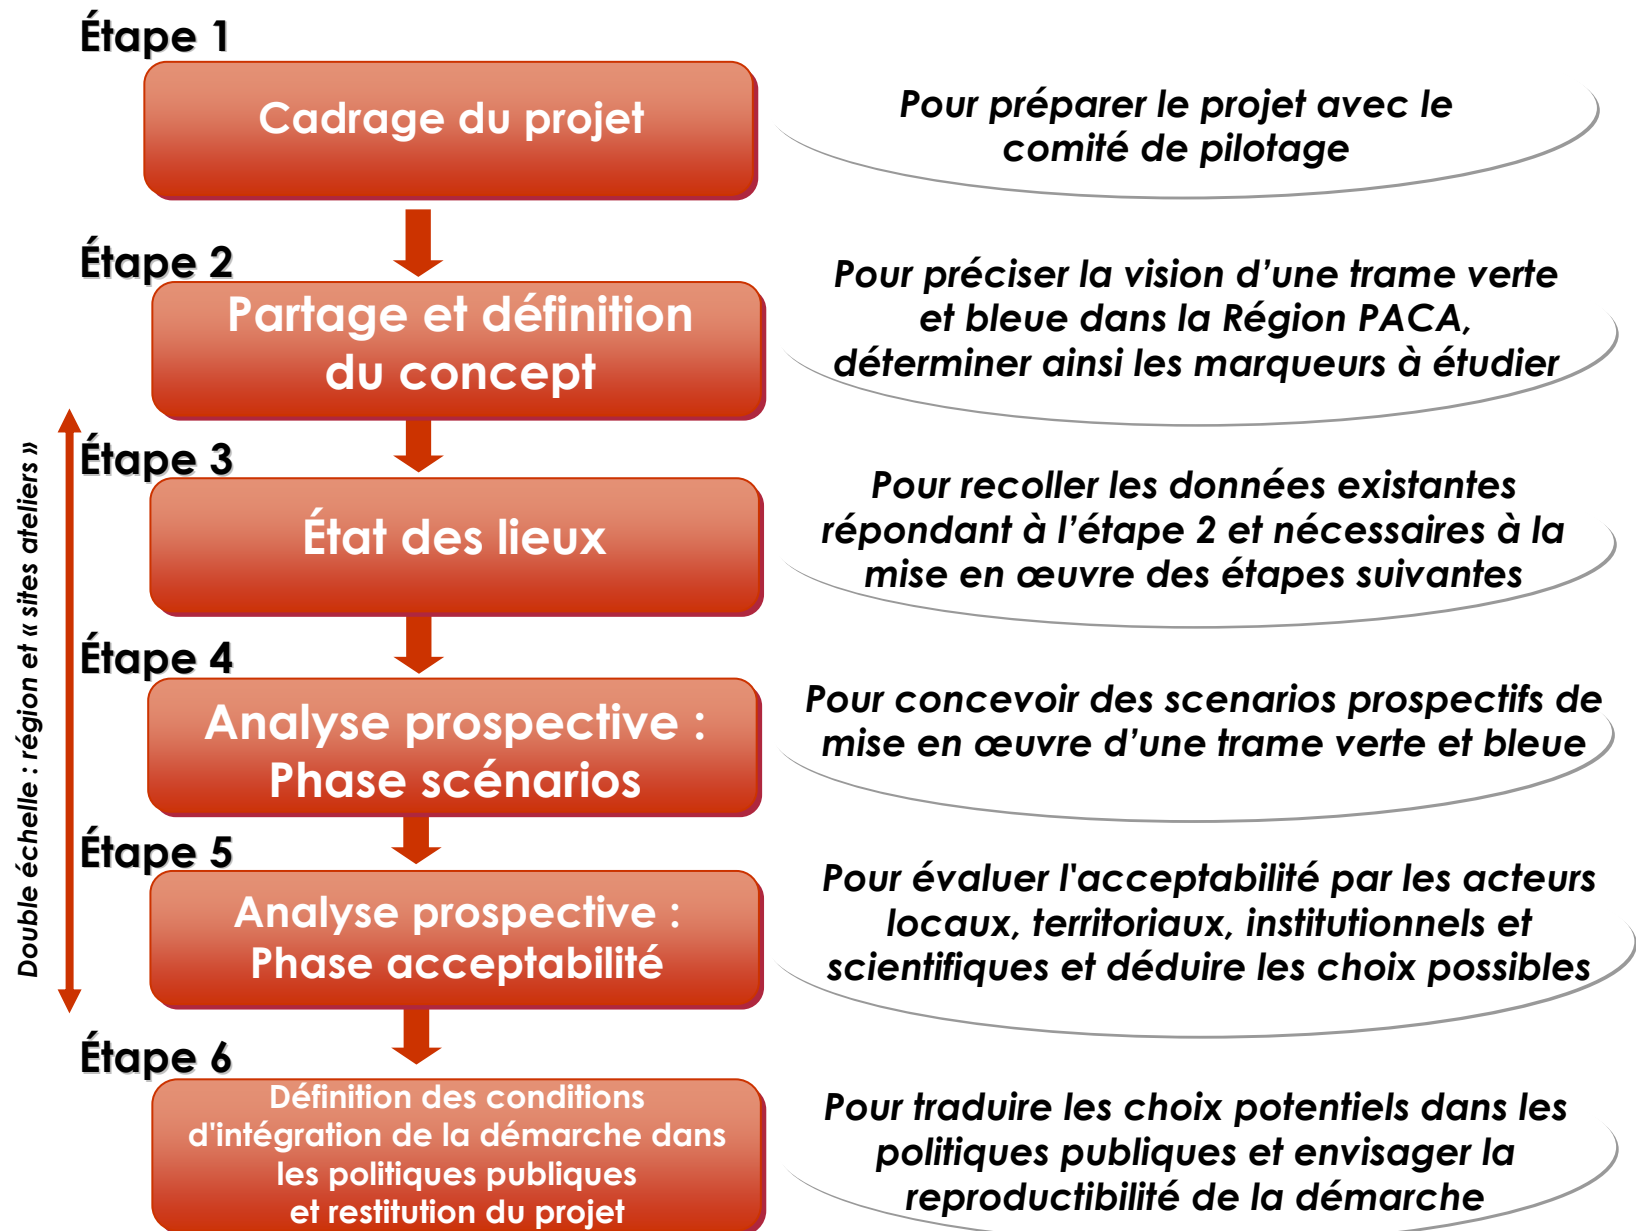 Étape 1
Cadrage du projet
Pour préparer le projet avec le
comité de pilotage
Étape 2
Partage et définition
du concept
Pour préciser la vision d’une trame verte
et bleue dans la Région PACA,
déterminer ainsi les marqueurs à étudier
Double échelle : région et « sites ateliers »
Étape 3
État des lieux
Pour recoller les données existantes
répondant à l’étape 2 et nécessaires à la
mise en œuvre des étapes suivantes
Étape 4
Analyse prospective :
Phase scénarios
Pour concevoir des scenarios prospectifs de
mise en œuvre d’une trame verte et bleue
Étape 5
Analyse prospective :
Phase acceptabilité
Pour évaluer l'acceptabilité par les acteurs
locaux, territoriaux, institutionnels et
scientifiques et déduire les choix possibles
Étape 6
Définition des conditions
d'intégration de la démarche dans
les politiques publiques
et restitution du projet
Pour traduire les choix potentiels dans les
politiques publiques et envisager la
reproductibilité de la démarche